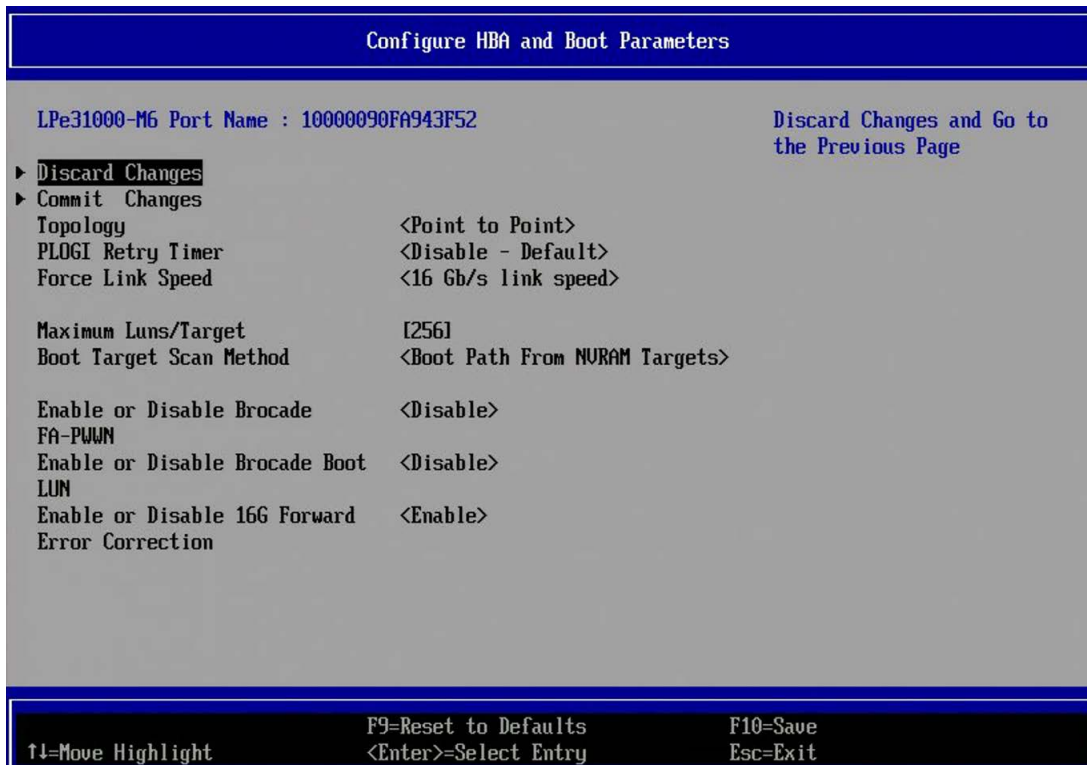 Configure HBA and Boot Parameters
LPe31000-M6 Port Name : 10000090FA943F52
Discard Changes and Go to
the Previous Page
▶ Discard Changes
▶ Commit  Changes
Topology <Point to Point>
PLOGI Retry Timer <Disable - Default>
Force Link Speed <16 Gb/s link speed>
Maximum Luns/Target [256]
Boot Target Scan Method <Boot Path From NVRAM Targets>
Enable or Disable Brocade <Disable>
FA-PWWN
Enable or Disable Brocade Boot <Disable>
LUN
Enable or Disable 16G Forward <Enable>
Error Correction
F9=Reset to Defaults F10=Save
↑↓=Move Highlight <Enter>=Select Entry Esc=Exit